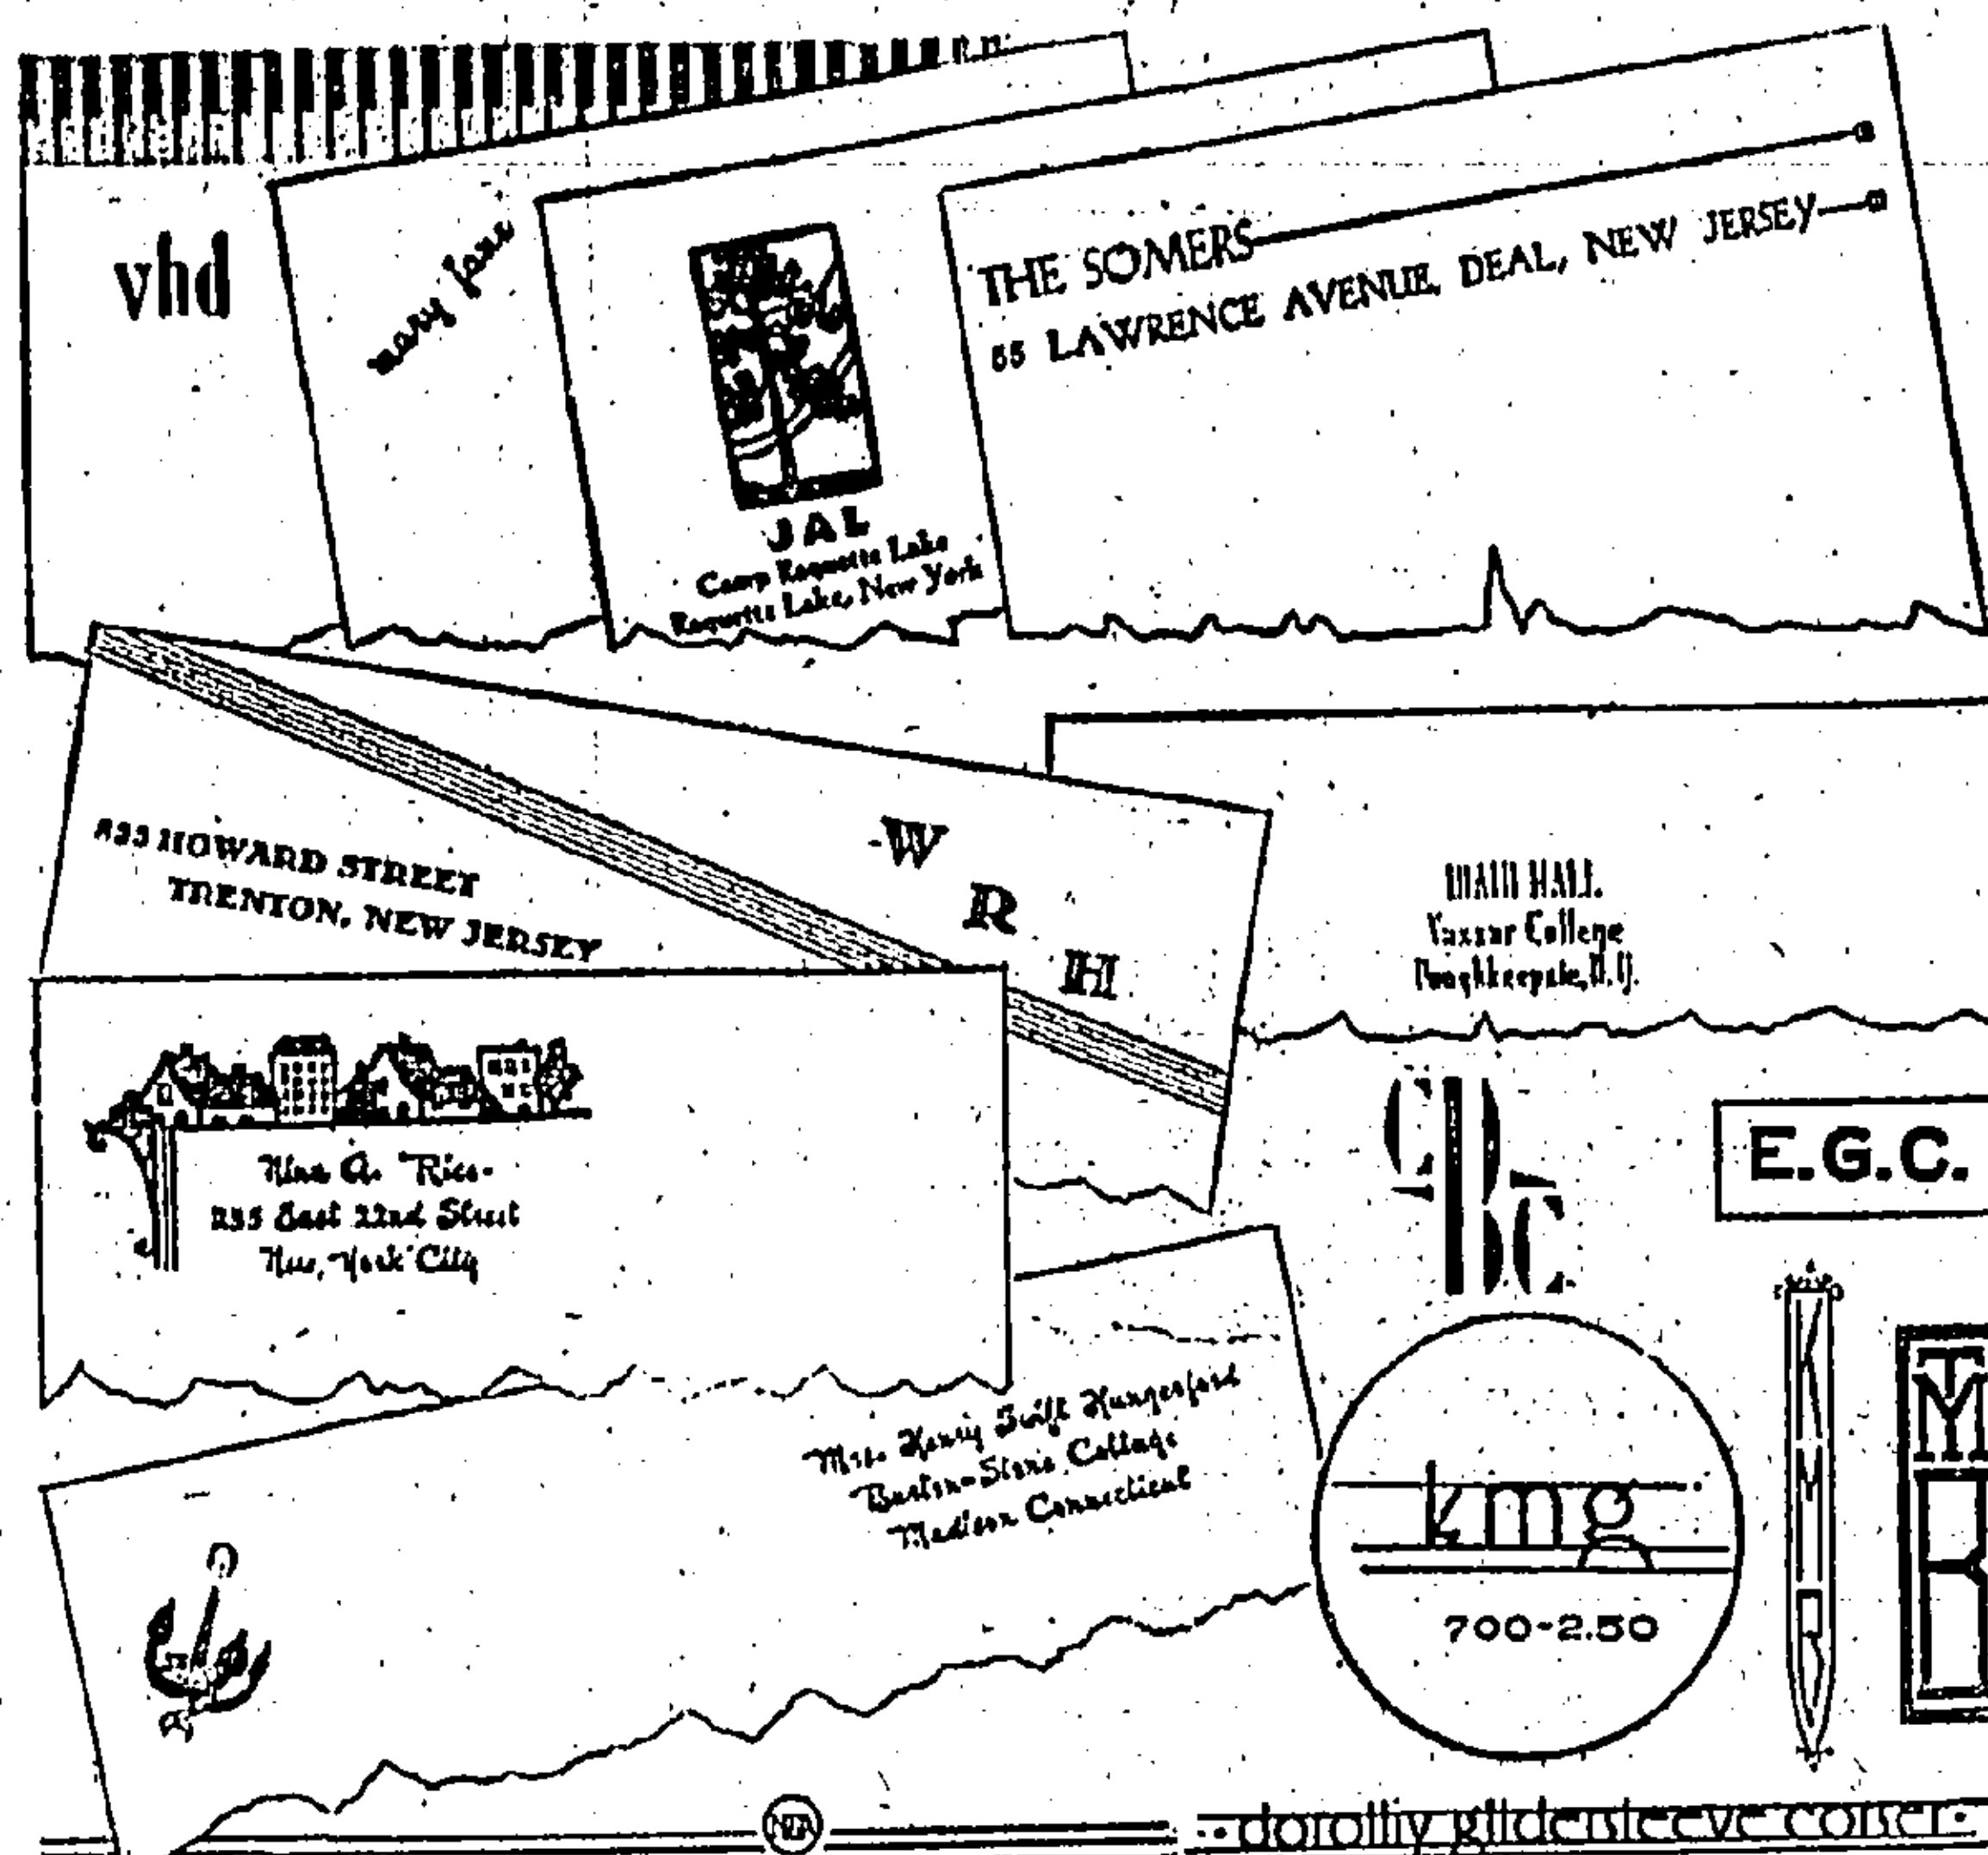 vhd
mary jane
JAL
Camp Raquette Lake
Raquette Lake, New York
THE SOMERS
55 LAWRENCE AVENUE, DEAL, NEW JERSEY
HOWARD STREET
TRENTON, NEW JERSEY
W
R
H
MAIN HALL
Vassar College
Poughkeepsie, N.Y.
Nina A. Rice
235 East 22nd Street
New York City
E.G.C.
Mrs. Henry Swift Hungerford
Cottage
Madison Connecticut
kmg
700-2.50
dorothy gildersleeve